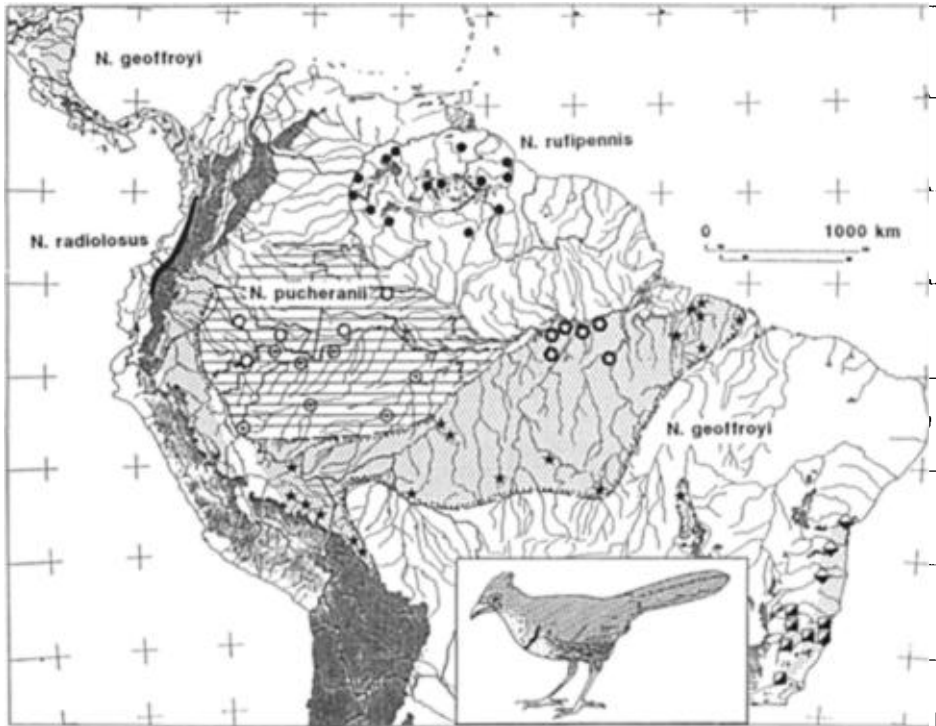 N. geoffroyi
N. rufipennis
N. radiolosus
0 1000 km
N. pucheranii
N. geoffroyi